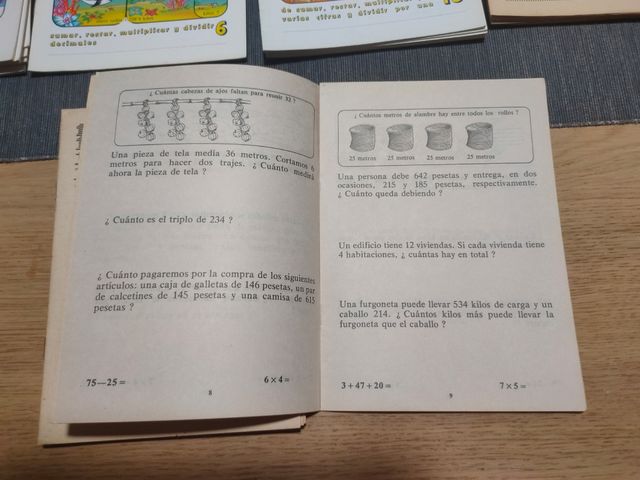 sumar, restar, multiplicar y dividir 6
decimales
de sumar, restar, multiplicar
varias cifras y dividir por una
¿ Cuántas cabezas de ajos faltan para reunir 32 ?
Una pieza de tela medía 36 metros. Cortamos 6
metros para hacer dos trajes. ¿ Cuánto medirá
ahora la pieza de tela ?
¿ Cuánto es el triplo de 234 ?
¿ Cuánto pagaremos por la compra de los siguientes
artículos: una caja de galletas de 146 pesetas, un par
de calcetines de 145 pesetas y una camisa de 615
pesetas ?
75—25 =
6 × 4 =
8
¿ Cuántos metros de alambre hay entre todos los rollos ?
25 metros 25 metros 25 metros 25 metros
Una persona debe 642 pesetas y entrega, en dos
ocasiones, 215 y 185 pesetas, respectivamente.
¿ Cuánto queda debiendo ?
Un edificio tiene 12 viviendas. Si cada vivienda tiene
4 habitaciones, ¿ cuántas hay en total ?
Una furgoneta puede llevar 534 kilos de carga y un
caballo 214. ¿ Cuántos kilos más puede llevar la
furgoneta que el caballo ?
3 + 47 + 20 =
7 × 5 =
9